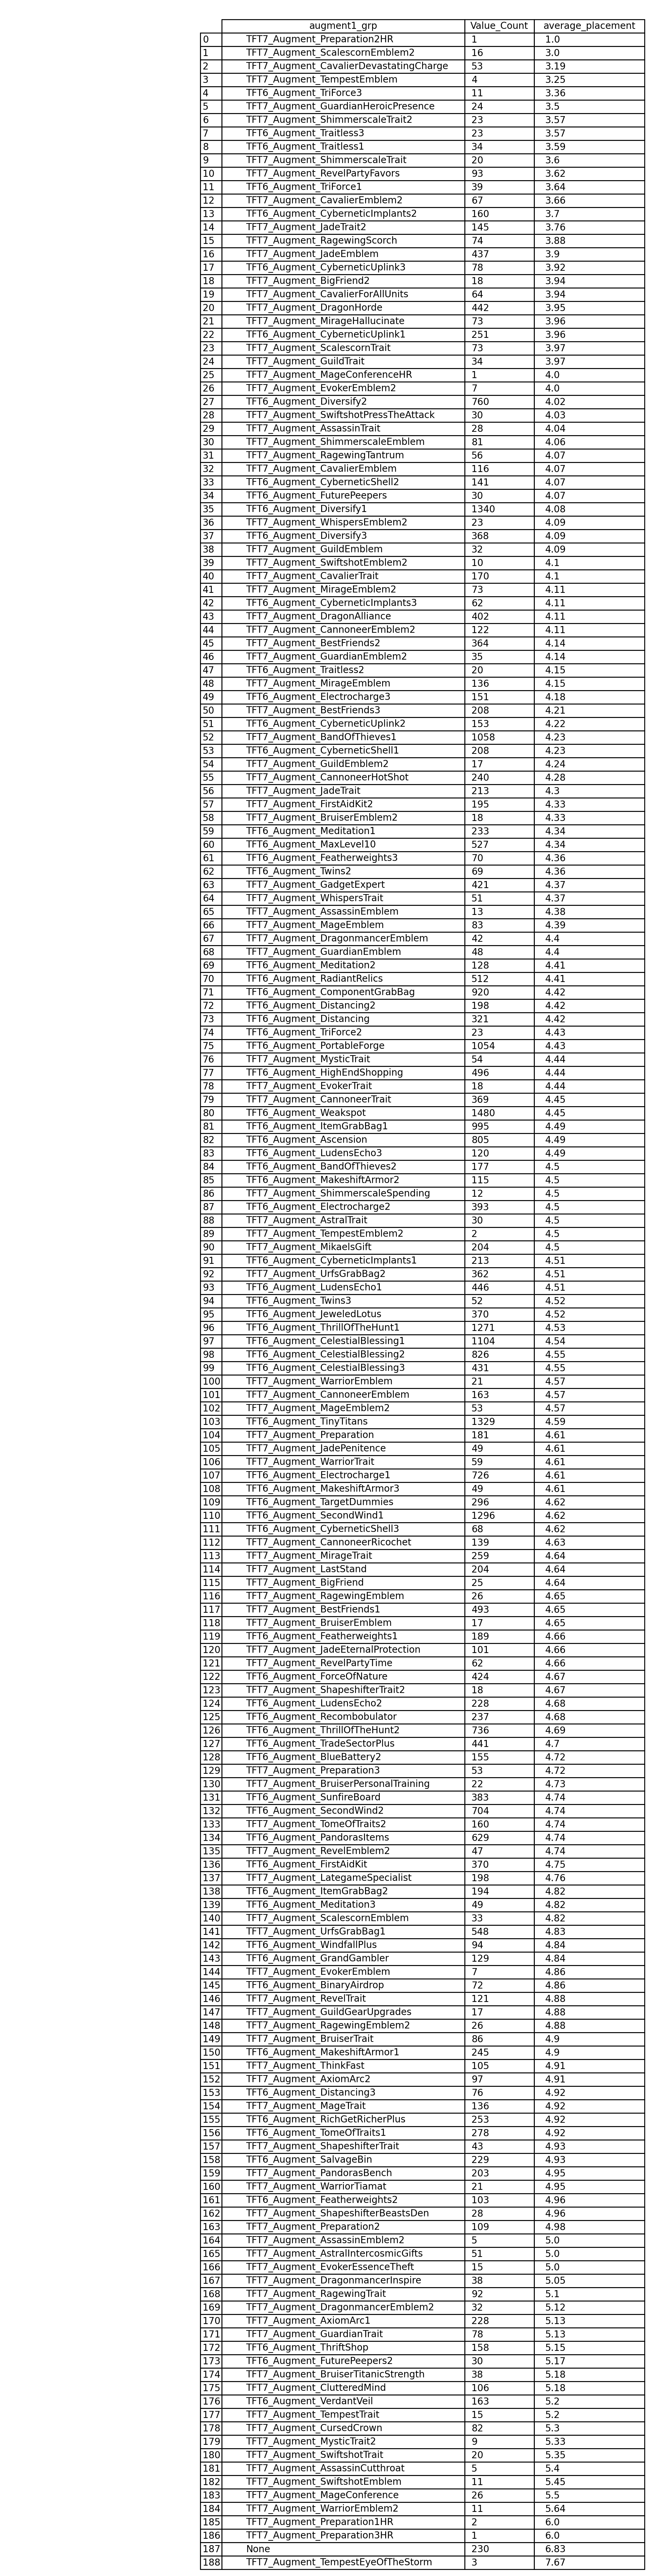 augment1_grp Value_Count average_placement
0 TFT7_Augment_Preparation2HR 1 1.0
1 TFT7_Augment_ScalescornEmblem2 16 3.0
2 TFT7_Augment_CavalierDevastatingCharge 53 3.19
3 TFT7_Augment_TempestEmblem 4 3.25
4 TFT6_Augment_TriForce3 11 3.36
5 TFT7_Augment_GuardianHeroicPresence 24 3.5
6 TFT7_Augment_ShimmerscaleTrait2 23 3.57
7 TFT6_Augment_Traitless3 23 3.57
8 TFT6_Augment_Traitless1 34 3.59
9 TFT7_Augment_ShimmerscaleTrait 20 3.6
10 TFT7_Augment_RevelPartyFavors 93 3.62
11 TFT6_Augment_TriForce1 39 3.64
12 TFT7_Augment_CavalierEmblem2 67 3.66
13 TFT6_Augment_CyberneticImplants2 160 3.7
14 TFT7_Augment_JadeTrait2 145 3.76
15 TFT7_Augment_RagewingScorch 74 3.88
16 TFT7_Augment_JadeEmblem 437 3.9
17 TFT6_Augment_CyberneticUplink3 78 3.92
18 TFT7_Augment_BigFriend2 18 3.94
19 TFT7_Augment_CavalierForAllUnits 64 3.94
20 TFT7_Augment_DragonHorde 442 3.95
21 TFT7_Augment_MirageHallucinate 73 3.96
22 TFT6_Augment_CyberneticUplink1 251 3.96
23 TFT7_Augment_ScalescornTrait 73 3.97
24 TFT7_Augment_GuildTrait 34 3.97
25 TFT7_Augment_MageConferenceHR 1 4.0
26 TFT7_Augment_EvokerEmblem2 7 4.0
27 TFT6_Augment_Diversify2 760 4.02
28 TFT7_Augment_SwiftshotPressTheAttack 30 4.03
29 TFT7_Augment_AssassinTrait 28 4.04
30 TFT7_Augment_ShimmerscaleEmblem 81 4.06
31 TFT7_Augment_RagewingTantrum 56 4.07
32 TFT7_Augment_CavalierEmblem 116 4.07
33 TFT6_Augment_CyberneticShell2 141 4.07
34 TFT6_Augment_FuturePeepers 30 4.07
35 TFT6_Augment_Diversify1 1340 4.08
36 TFT7_Augment_WhispersEmblem2 23 4.09
37 TFT6_Augment_Diversify3 368 4.09
38 TFT7_Augment_GuildEmblem 32 4.09
39 TFT7_Augment_SwiftshotEmblem2 10 4.1
40 TFT7_Augment_CavalierTrait 170 4.1
41 TFT7_Augment_MirageEmblem2 73 4.11
42 TFT6_Augment_CyberneticImplants3 62 4.11
43 TFT7_Augment_DragonAlliance 402 4.11
44 TFT7_Augment_CannoneerEmblem2 122 4.11
45 TFT7_Augment_BestFriends2 364 4.14
46 TFT7_Augment_GuardianEmblem2 35 4.14
47 TFT6_Augment_Traitless2 20 4.15
48 TFT7_Augment_MirageEmblem 136 4.15
49 TFT6_Augment_Electrocharge3 151 4.18
50 TFT7_Augment_BestFriends3 208 4.21
51 TFT6_Augment_CyberneticUplink2 153 4.22
52 TFT7_Augment_BandOfThieves1 1058 4.23
53 TFT6_Augment_CyberneticShell1 208 4.23
54 TFT7_Augment_GuildEmblem2 17 4.24
55 TFT7_Augment_CannoneerHotShot 240 4.28
56 TFT7_Augment_JadeTrait 213 4.3
57 TFT7_Augment_FirstAidKit2 195 4.33
58 TFT7_Augment_BruiserEmblem2 18 4.33
59 TFT6_Augment_Meditation1 233 4.34
60 TFT7_Augment_MaxLevel10 527 4.34
61 TFT6_Augment_Featherweights3 70 4.36
62 TFT6_Augment_Twins2 69 4.36
63 TFT7_Augment_GadgetExpert 421 4.37
64 TFT7_Augment_WhispersTrait 51 4.37
65 TFT7_Augment_AssassinEmblem 13 4.38
66 TFT7_Augment_MageEmblem 83 4.39
67 TFT7_Augment_DragonmancerEmblem 42 4.4
68 TFT7_Augment_GuardianEmblem 48 4.4
69 TFT6_Augment_Meditation2 128 4.41
70 TFT6_Augment_RadiantRelics 512 4.41
71 TFT6_Augment_ComponentGrabBag 920 4.42
72 TFT6_Augment_Distancing2 198 4.42
73 TFT6_Augment_Distancing 321 4.42
74 TFT6_Augment_TriForce2 23 4.43
75 TFT6_Augment_PortableForge 1054 4.43
76 TFT7_Augment_MysticTrait 54 4.44
77 TFT6_Augment_HighEndShopping 496 4.44
78 TFT7_Augment_EvokerTrait 18 4.44
79 TFT7_Augment_CannoneerTrait 369 4.45
80 TFT6_Augment_Weakspot 1480 4.45
81 TFT6_Augment_ItemGrabBag1 995 4.49
82 TFT6_Augment_Ascension 805 4.49
83 TFT6_Augment_LudensEcho3 120 4.49
84 TFT6_Augment_BandOfThieves2 177 4.5
85 TFT6_Augment_MakeshiftArmor2 115 4.5
86 TFT7_Augment_ShimmerscaleSpending 12 4.5
87 TFT6_Augment_Electrocharge2 393 4.5
88 TFT7_Augment_AstralTrait 30 4.5
89 TFT7_Augment_TempestEmblem2 2 4.5
90 TFT7_Augment_MikaelsGift 204 4.5
91 TFT6_Augment_CyberneticImplants1 213 4.51
92 TFT7_Augment_UrfsGrabBag2 362 4.51
93 TFT6_Augment_LudensEcho1 446 4.51
94 TFT6_Augment_Twins3 52 4.52
95 TFT6_Augment_JeweledLotus 370 4.52
96 TFT6_Augment_ThrillOfTheHunt1 1271 4.53
97 TFT6_Augment_CelestialBlessing1 1104 4.54
98 TFT6_Augment_CelestialBlessing2 826 4.55
99 TFT6_Augment_CelestialBlessing3 431 4.55
100 TFT7_Augment_WarriorEmblem 21 4.57
101 TFT7_Augment_CannoneerEmblem 163 4.57
102 TFT7_Augment_MageEmblem2 53 4.57
103 TFT6_Augment_TinyTitans 1329 4.59
104 TFT7_Augment_Preparation 181 4.61
105 TFT7_Augment_JadePenitence 49 4.61
106 TFT7_Augment_WarriorTrait 59 4.61
107 TFT6_Augment_Electrocharge1 726 4.61
108 TFT6_Augment_MakeshiftArmor3 49 4.61
109 TFT6_Augment_TargetDummies 296 4.62
110 TFT6_Augment_SecondWind1 1296 4.62
111 TFT6_Augment_CyberneticShell3 68 4.62
112 TFT7_Augment_CannoneerRicochet 139 4.63
113 TFT7_Augment_MirageTrait 259 4.64
114 TFT7_Augment_LastStand 204 4.64
115 TFT7_Augment_BigFriend 25 4.64
116 TFT7_Augment_RagewingEmblem 26 4.65
117 TFT7_Augment_BestFriends1 493 4.65
118 TFT7_Augment_BruiserEmblem 17 4.65
119 TFT6_Augment_Featherweights1 189 4.66
120 TFT7_Augment_JadeEternalProtection 101 4.66
121 TFT7_Augment_RevelPartyTime 62 4.66
122 TFT6_Augment_ForceOfNature 424 4.67
123 TFT7_Augment_ShapeshifterTrait2 18 4.67
124 TFT6_Augment_LudensEcho2 228 4.68
125 TFT6_Augment_Recombobulator 237 4.68
126 TFT6_Augment_ThrillOfTheHunt2 736 4.69
127 TFT6_Augment_TradeSectorPlus 441 4.7
128 TFT6_Augment_BlueBattery2 155 4.72
129 TFT7_Augment_Preparation3 53 4.72
130 TFT7_Augment_BruiserPersonalTraining 22 4.73
131 TFT6_Augment_SunfireBoard 383 4.74
132 TFT6_Augment_SecondWind2 704 4.74
133 TFT7_Augment_TomeOfTraits2 160 4.74
134 TFT6_Augment_PandorasItems 629 4.74
135 TFT7_Augment_RevelEmblem2 47 4.74
136 TFT6_Augment_FirstAidKit 370 4.75
137 TFT7_Augment_LategameSpecialist 198 4.76
138 TFT6_Augment_ItemGrabBag2 194 4.82
139 TFT6_Augment_Meditation3 49 4.82
140 TFT7_Augment_ScalescornEmblem 33 4.82
141 TFT7_Augment_UrfsGrabBag1 548 4.83
142 TFT6_Augment_WindfallPlus 94 4.84
143 TFT6_Augment_GrandGambler 129 4.84
144 TFT7_Augment_EvokerEmblem 7 4.86
145 TFT6_Augment_BinaryAirdrop 72 4.86
146 TFT7_Augment_RevelTrait 121 4.88
147 TFT7_Augment_GuildGearUpgrades 17 4.88
148 TFT7_Augment_RagewingEmblem2 26 4.88
149 TFT7_Augment_BruiserTrait 86 4.9
150 TFT6_Augment_MakeshiftArmor1 245 4.9
151 TFT7_Augment_ThinkFast 105 4.91
152 TFT7_Augment_AxiomArc2 97 4.91
153 TFT6_Augment_Distancing3 76 4.92
154 TFT7_Augment_MageTrait 136 4.92
155 TFT6_Augment_RichGetRicherPlus 253 4.92
156 TFT6_Augment_TomeOfTraits1 278 4.92
157 TFT7_Augment_ShapeshifterTrait 43 4.93
158 TFT6_Augment_SalvageBin 229 4.93
159 TFT7_Augment_PandorasBench 203 4.95
160 TFT7_Augment_WarriorTiamat 21 4.95
161 TFT6_Augment_Featherweights2 103 4.96
162 TFT7_Augment_ShapeshifterBeastsDen 28 4.96
163 TFT7_Augment_Preparation2 109 4.98
164 TFT7_Augment_AssassinEmblem2 5 5.0
165 TFT7_Augment_AstralIntercosmicGifts 51 5.0
166 TFT7_Augment_EvokerEssenceTheft 15 5.0
167 TFT7_Augment_DragonmancerInspire 38 5.05
168 TFT7_Augment_RagewingTrait 92 5.1
169 TFT7_Augment_DragonmancerEmblem2 32 5.12
170 TFT7_Augment_AxiomArc1 228 5.13
171 TFT7_Augment_GuardianTrait 78 5.13
172 TFT6_Augment_ThriftShop 158 5.15
173 TFT6_Augment_FuturePeepers2 30 5.17
174 TFT7_Augment_BruiserTitanicStrength 38 5.18
175 TFT7_Augment_ClutteredMind 106 5.18
176 TFT6_Augment_VerdantVeil 163 5.2
177 TFT7_Augment_TempestTrait 15 5.2
178 TFT7_Augment_CursedCrown 82 5.3
179 TFT7_Augment_MysticTrait2 9 5.33
180 TFT7_Augment_SwiftshotTrait 20 5.35
181 TFT7_Augment_AssassinCutthroat 5 5.4
182 TFT7_Augment_SwiftshotEmblem 11 5.45
183 TFT7_Augment_MageConference 26 5.5
184 TFT7_Augment_WarriorEmblem2 11 5.64
185 TFT7_Augment_Preparation1HR 2 6.0
186 TFT7_Augment_Preparation3HR 1 6.0
187 None 230 6.83
188 TFT7_Augment_TempestEyeOfTheStorm 3 7.67